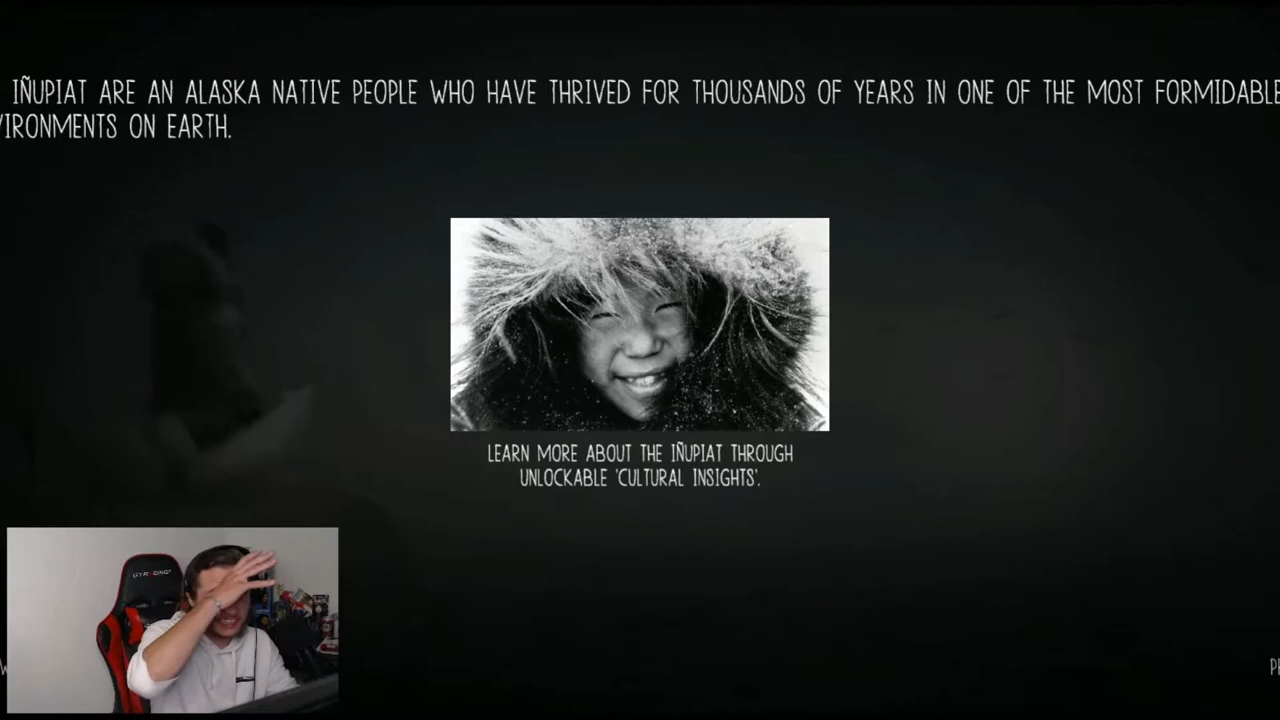 IÑUPIAT ARE AN ALASKA NATIVE PEOPLE WHO HAVE THRIVED FOR THOUSANDS OF YEARS IN ONE OF THE MOST FORMIDABLE
VIRONMENTS ON EARTH.
LEARN MORE ABOUT THE IÑUPIAT THROUGH
UNLOCKABLE 'CULTURAL INSIGHTS'.